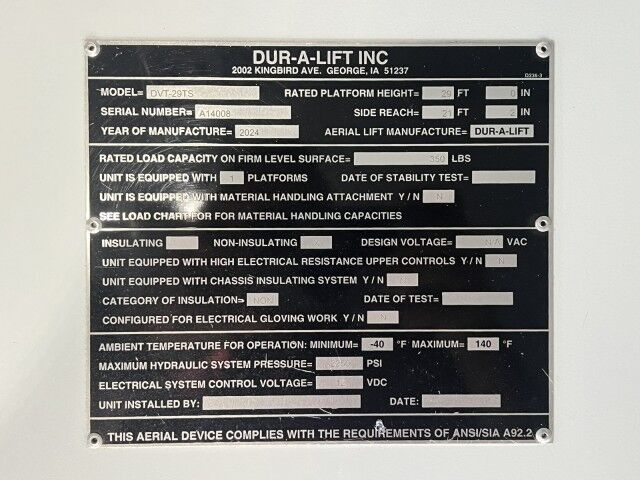 DUR-A-LIFT INC
2002 KINGBIRD AVE. GEORGE, IA 51237
0236-3
MODEL= DVT-29TS RATED PLATFORM HEIGHT= 29 FT 0 IN
SERIAL NUMBER= A14008 SIDE REACH= 21 FT 2 IN
YEAR OF MANUFACTURE= 2024 AERIAL LIFT MANUFACTURE= DUR-A-LIFT
RATED LOAD CAPACITY ON FIRM LEVEL SURFACE= 350 LBS
UNIT IS EQUIPPED WITH 1 PLATFORMS DATE OF STABILITY TEST=
UNIT IS EQUIPPED WITH MATERIAL HANDLING ATTACHMENT Y / N N
SEE LOAD CHART FOR FOR MATERIAL HANDLING CAPACITIES
INSULATING NON-INSULATING X DESIGN VOLTAGE= N/A VAC
UNIT EQUIPPED WITH HIGH ELECTRICAL RESISTANCE UPPER CONTROLS Y / N N
UNIT EQUIPPED WITH CHASSIS INSULATING SYSTEM Y / N N
CATEGORY OF INSULATION= NON DATE OF TEST=
CONFIGURED FOR ELECTRICAL GLOVING WORK Y / N N
AMBIENT TEMPERATURE FOR OPERATION: MINIMUM= -40 °F MAXIMUM= 140 °F
MAXIMUM HYDRAULIC SYSTEM PRESSURE= PSI
ELECTRICAL SYSTEM CONTROL VOLTAGE= 12 VDC
UNIT INSTALLED BY: DATE:
THIS AERIAL DEVICE COMPLIES WITH THE REQUIREMENTS OF ANSI/SIA A92.2